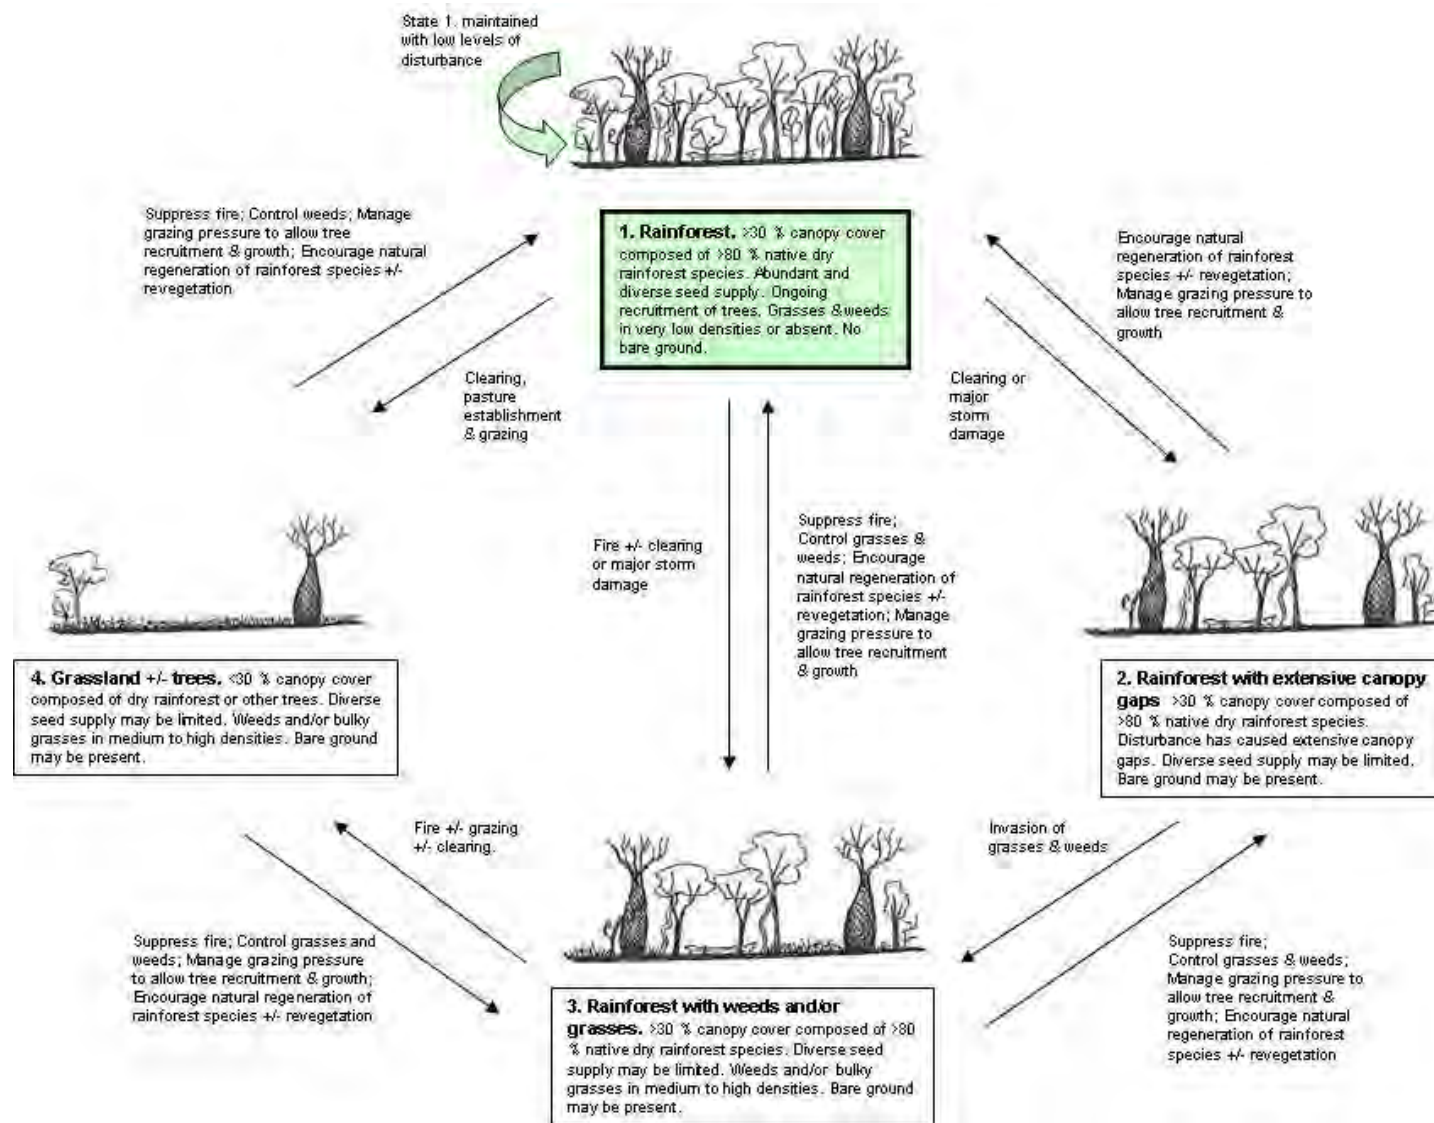 State 1. maintained
with low levels of
disturbance
Suppress fire; Control weeds; Manage
grazing pressure to allow tree
recruitment & growth; Encourage natural
regeneration of rainforest species +/-
revegetation
1. Rainforest. >30 % canopy cover
composed of >80 % native dry
rainforest species. Abundant and
diverse seed supply. Ongoing
recruitment of trees. Grasses & weeds
in very low densities or absent. No
bare ground.
Encourage natural
regeneration of rainforest
species +/- revegetation;
Manage grazing pressure to
allow tree recruitment &
growth
Clearing,
pasture
establishment
& grazing
Clearing or
major
storm
damage
Fire +/- clearing
or major storm
damage
Suppress fire;
Control grasses &
weeds; Encourage
natural regeneration of
rainforest species +/-
revegetation; Manage
grazing pressure to
allow tree recruitment
& growth
4. Grassland +/- trees. <30 % canopy cover
composed of dry rainforest or other trees. Diverse
seed supply may be limited. Weeds and/or bulky
grasses in medium to high densities. Bare ground
may be present.
2. Rainforest with extensive canopy
gaps >30 % canopy cover composed of
>80 % native dry rainforest species.
Disturbance has caused extensive canopy
gaps. Diverse seed supply may be limited.
Bare ground may be present.
Fire +/- grazing
+/- clearing.
Invasion of
grasses & weeds
Suppress fire; Control grasses and
weeds; Manage grazing pressure
to allow tree recruitment & growth;
Encourage natural regeneration of
rainforest species +/- revegetation
Suppress fire;
Control grasses & weeds;
Manage grazing pressure to
allow tree recruitment &
growth; Encourage natural
regeneration of rainforest
species +/- revegetation
3. Rainforest with weeds and/or
grasses. >30 % canopy cover composed of >80
% native dry rainforest species. Diverse seed
supply may be limited. Weeds and/or bulky
grasses in medium to high densities. Bare ground
may be present.